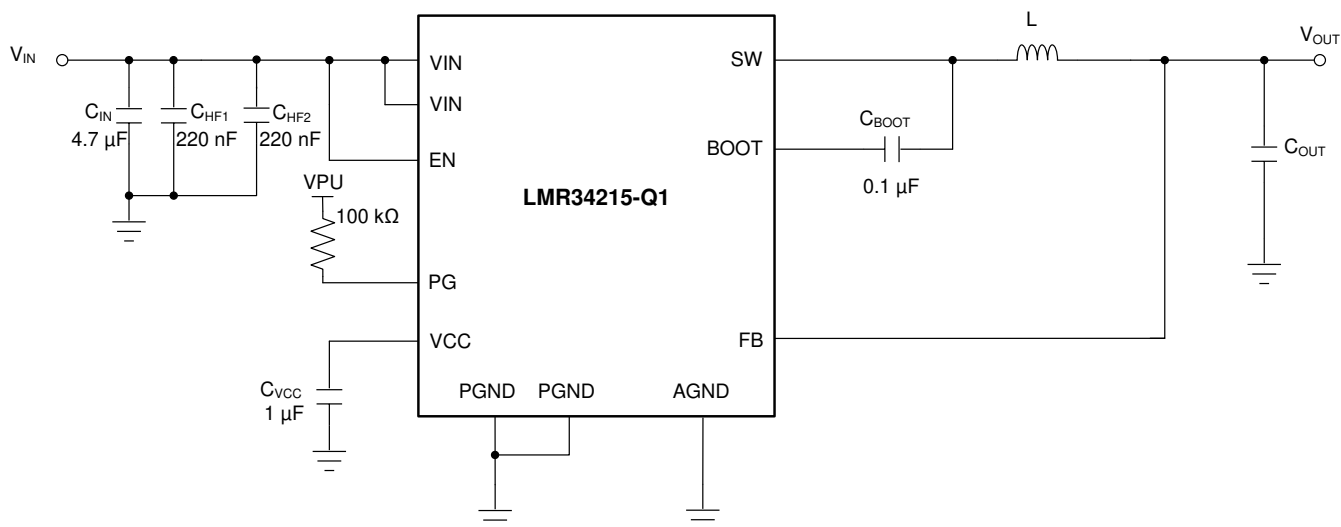 L
VIN
VOUT
VIN
SW
CIN
4.7 µF
CHF1
220 nF
CHF2
220 nF
VIN
CBOOT
0.1 µF
BOOT
COUT
EN
LMR34215-Q1
VPU
100 kΩ
PG
VCC
FB
CVCC
1 µF
PGND
PGND
AGND